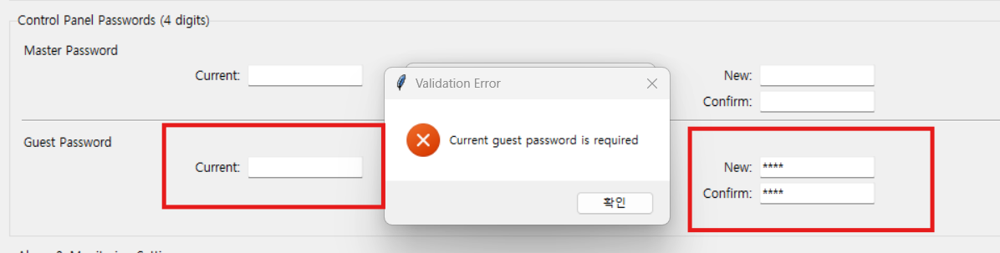 Control Panel Passwords (4 digits)
Master Password
Current:
New:
Confirm:
Validation Error
Current guest password is required
확인
Guest Password
Current:
New: ****
Confirm: ****